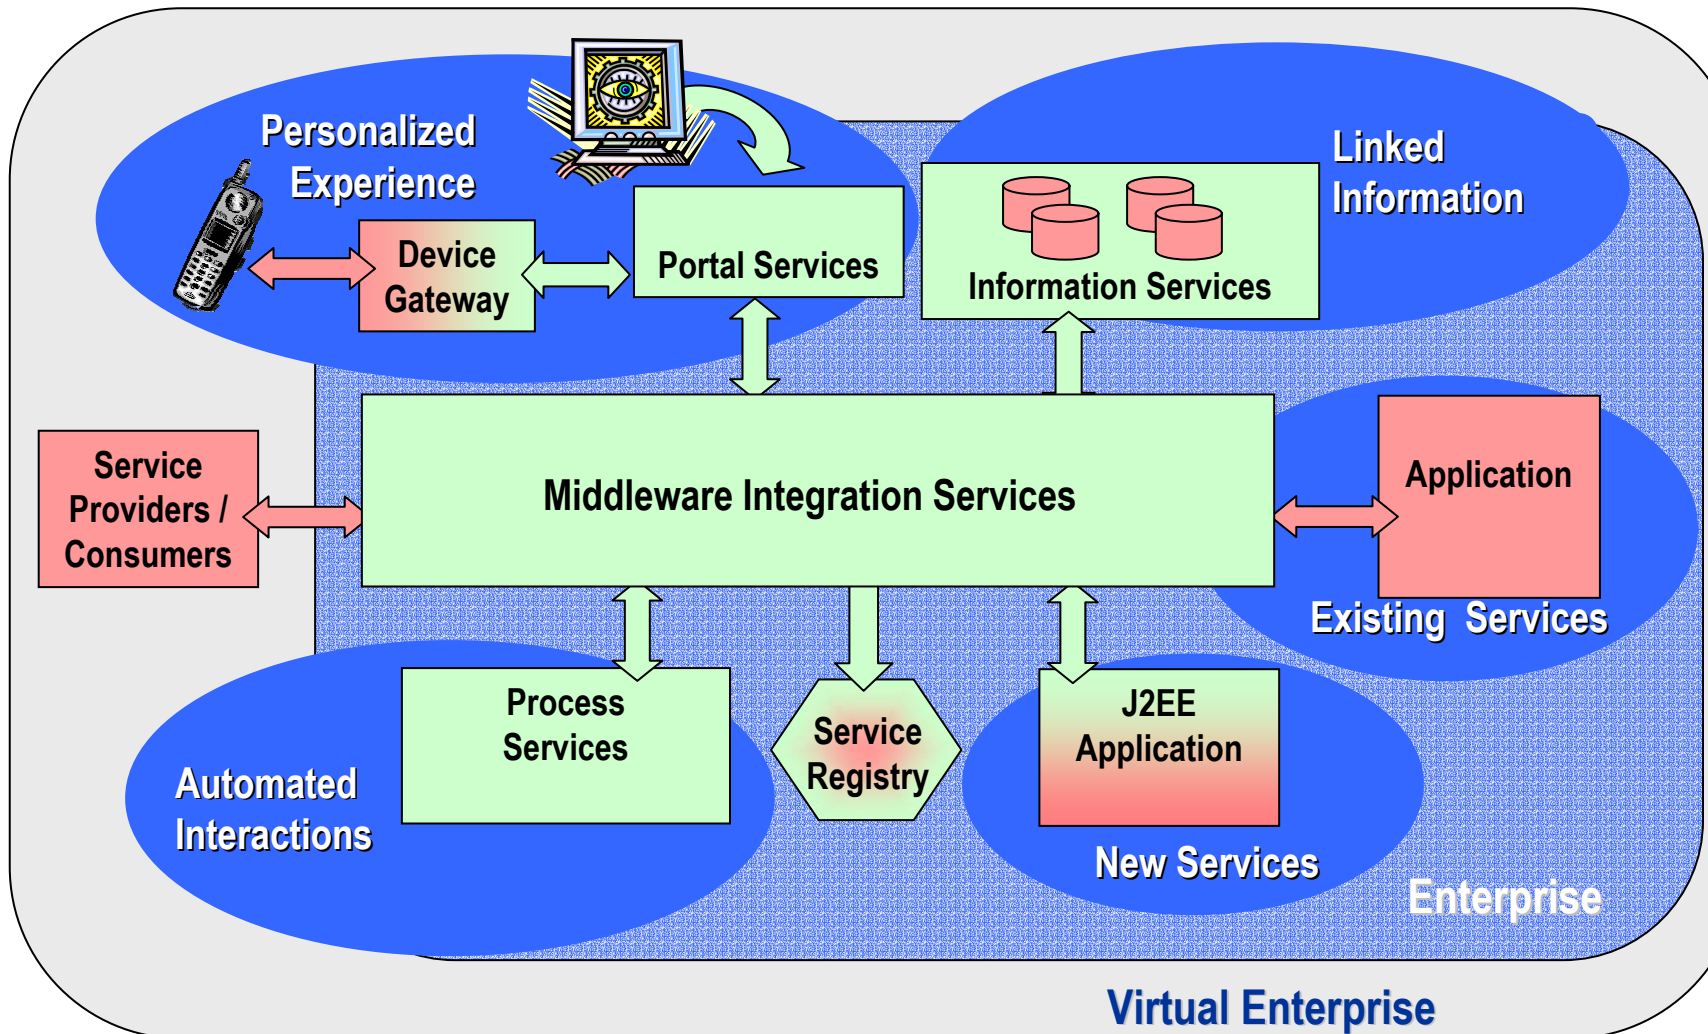 Personalized
Experience
Linked
Information
Device
Gateway
Portal Services
Information Services
Service
Providers /
Consumers
Middleware Integration Services
Application
Existing Services
Process
Services
Service
Registry
J2EE
Application
Automated
Interactions
New Services
Enterprise
Virtual Enterprise